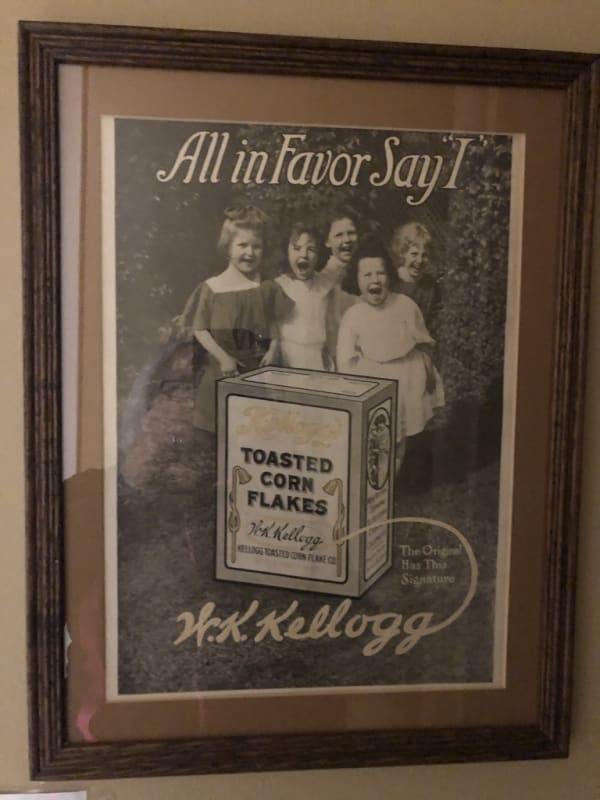 All in Favor Say "I"
Kellogg's
TOASTED
CORN
FLAKES
W.K.Kellogg
KELLOGG TOASTED CORN FLAKE CO.
The Original
Has This
Signature
W.K.Kellogg